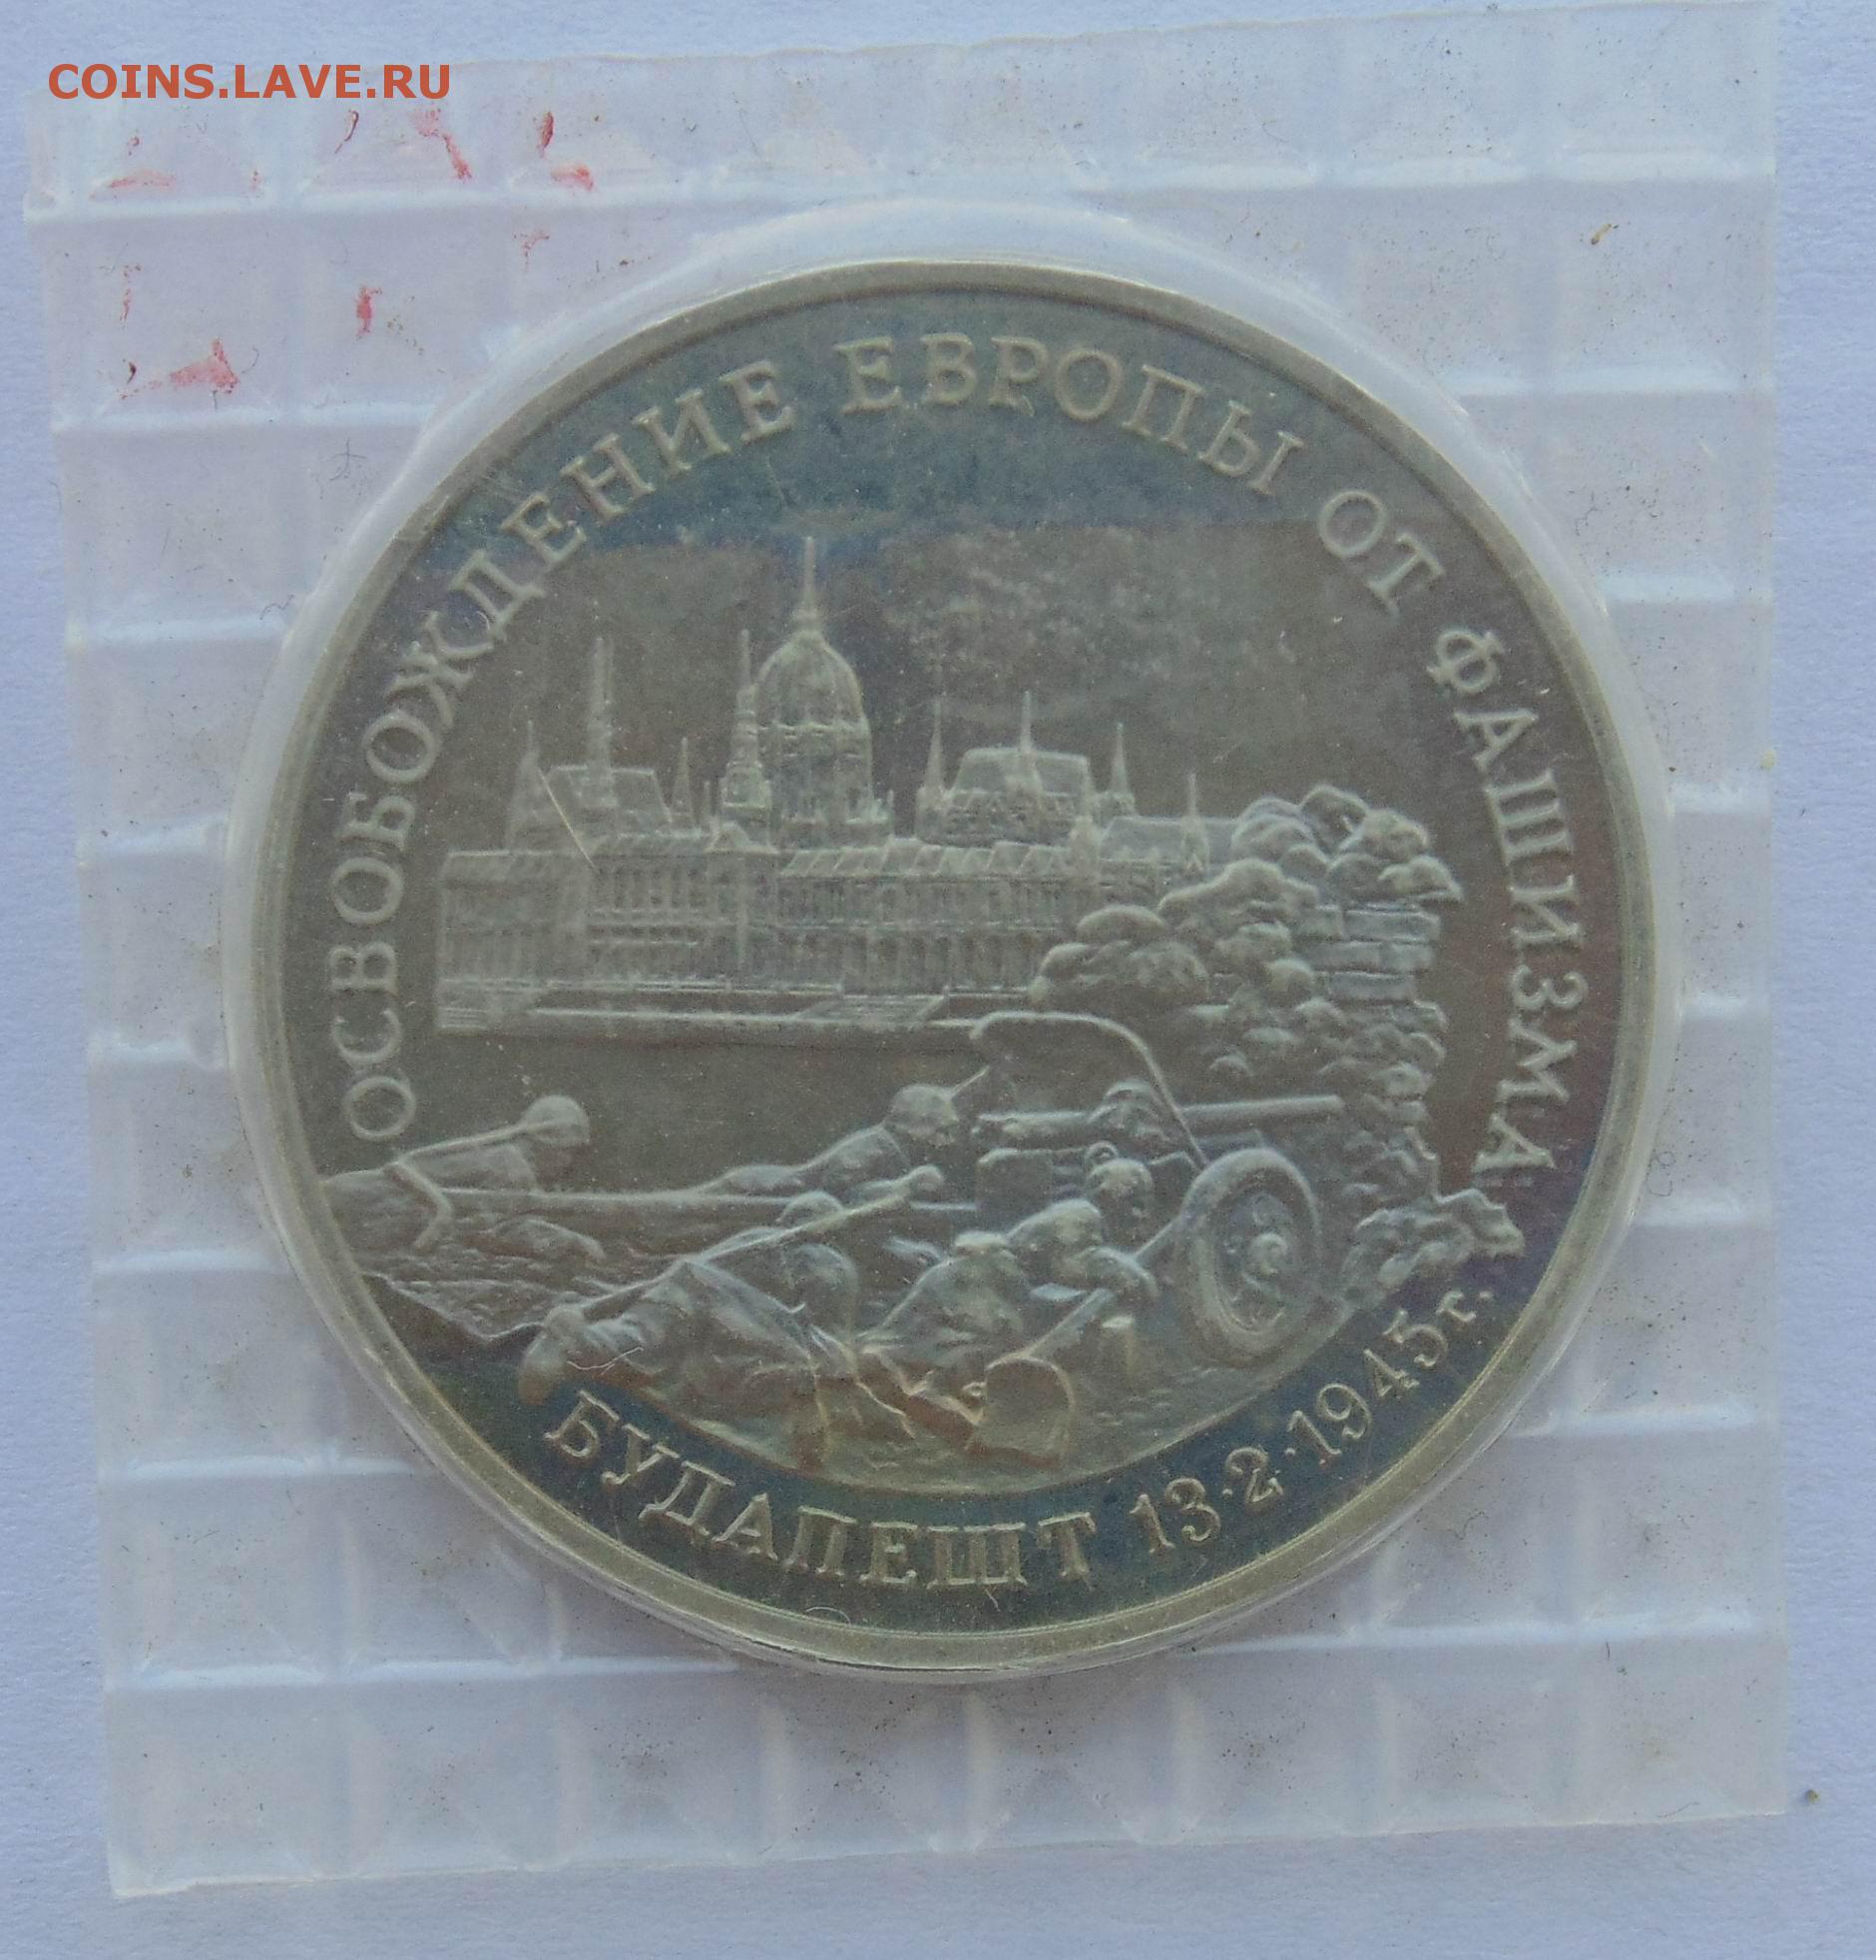 COINS.LAVE.RU
ОСВОБОЖДЕНИЕ ЕВРОПЫ ОТ ФАШИЗМА
БУДАПЕШТ 13·2·1945г.